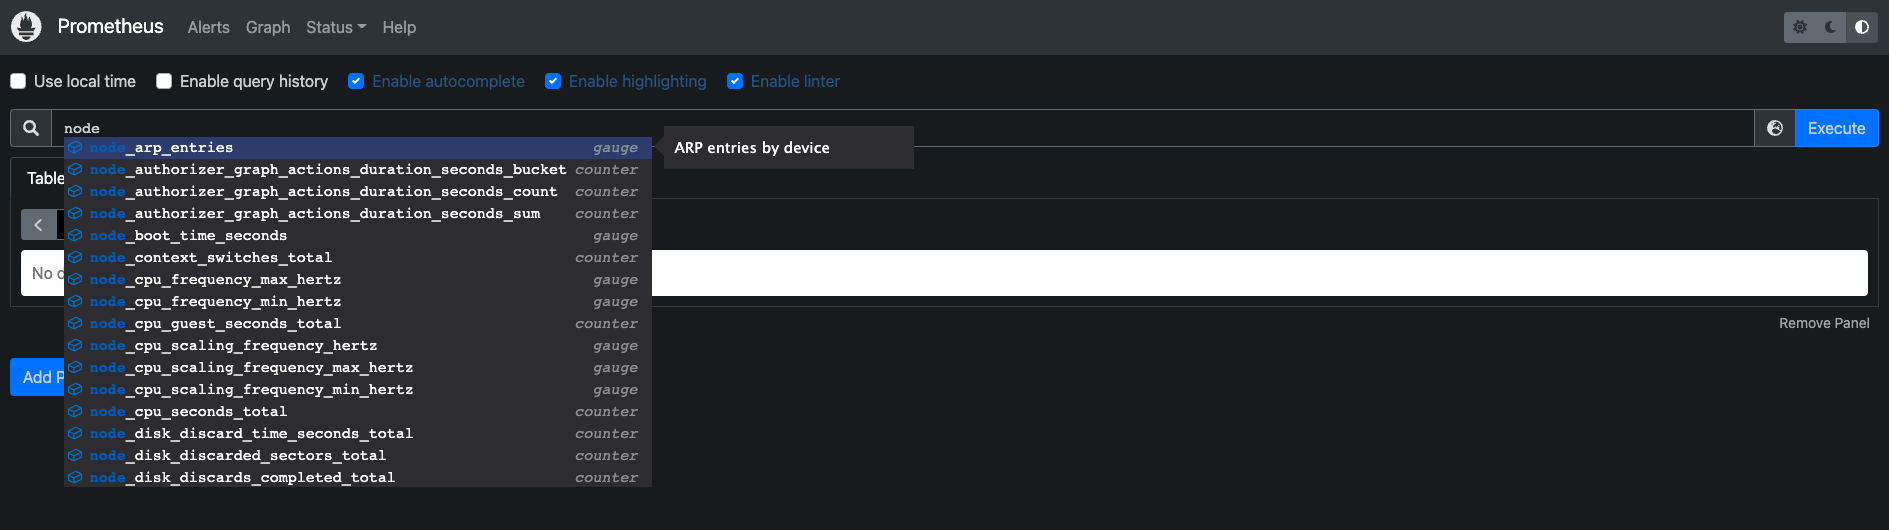 Prometheus Alerts Graph Status Help
Use local time Enable query history Enable autocomplete Enable highlighting Enable linter
node Execute
node_arp_entries gauge ARP entries by device
node_authorizer_graph_actions_duration_seconds_bucket counter
Table
node_authorizer_graph_actions_duration_seconds_count counter
node_authorizer_graph_actions_duration_seconds_sum counter
node_boot_time_seconds gauge
node_context_switches_total counter
No d
node_cpu_frequency_max_hertz gauge
node_cpu_frequency_min_hertz gauge
node_cpu_guest_seconds_total counter
Remove Panel
node_cpu_scaling_frequency_hertz gauge
node_cpu_scaling_frequency_max_hertz gauge
Add P
node_cpu_scaling_frequency_min_hertz gauge
node_cpu_seconds_total counter
node_disk_discard_time_seconds_total counter
node_disk_discarded_sectors_total counter
node_disk_discards_completed_total counter